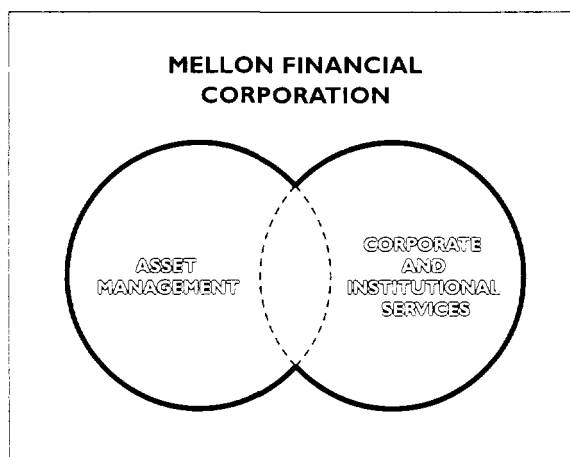 MELLON FINANCIAL
CORPORATION
ASSET
MANAGEMENT
CORPORATE
AND
INSTITUTIONAL
SERVICES